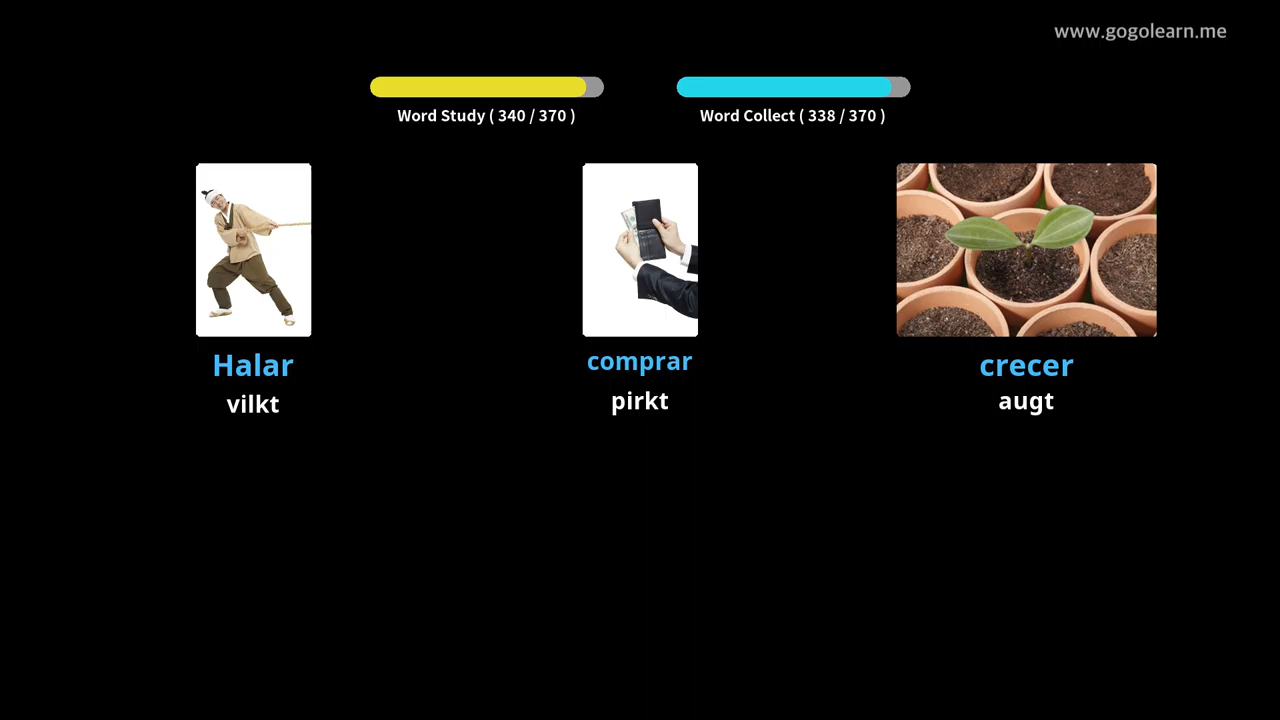 www.gogolearn.me
Word Study ( 340 / 370 )
Word Collect ( 338 / 370 )
Halar
comprar
crecer
vilkt
pirkt
augt